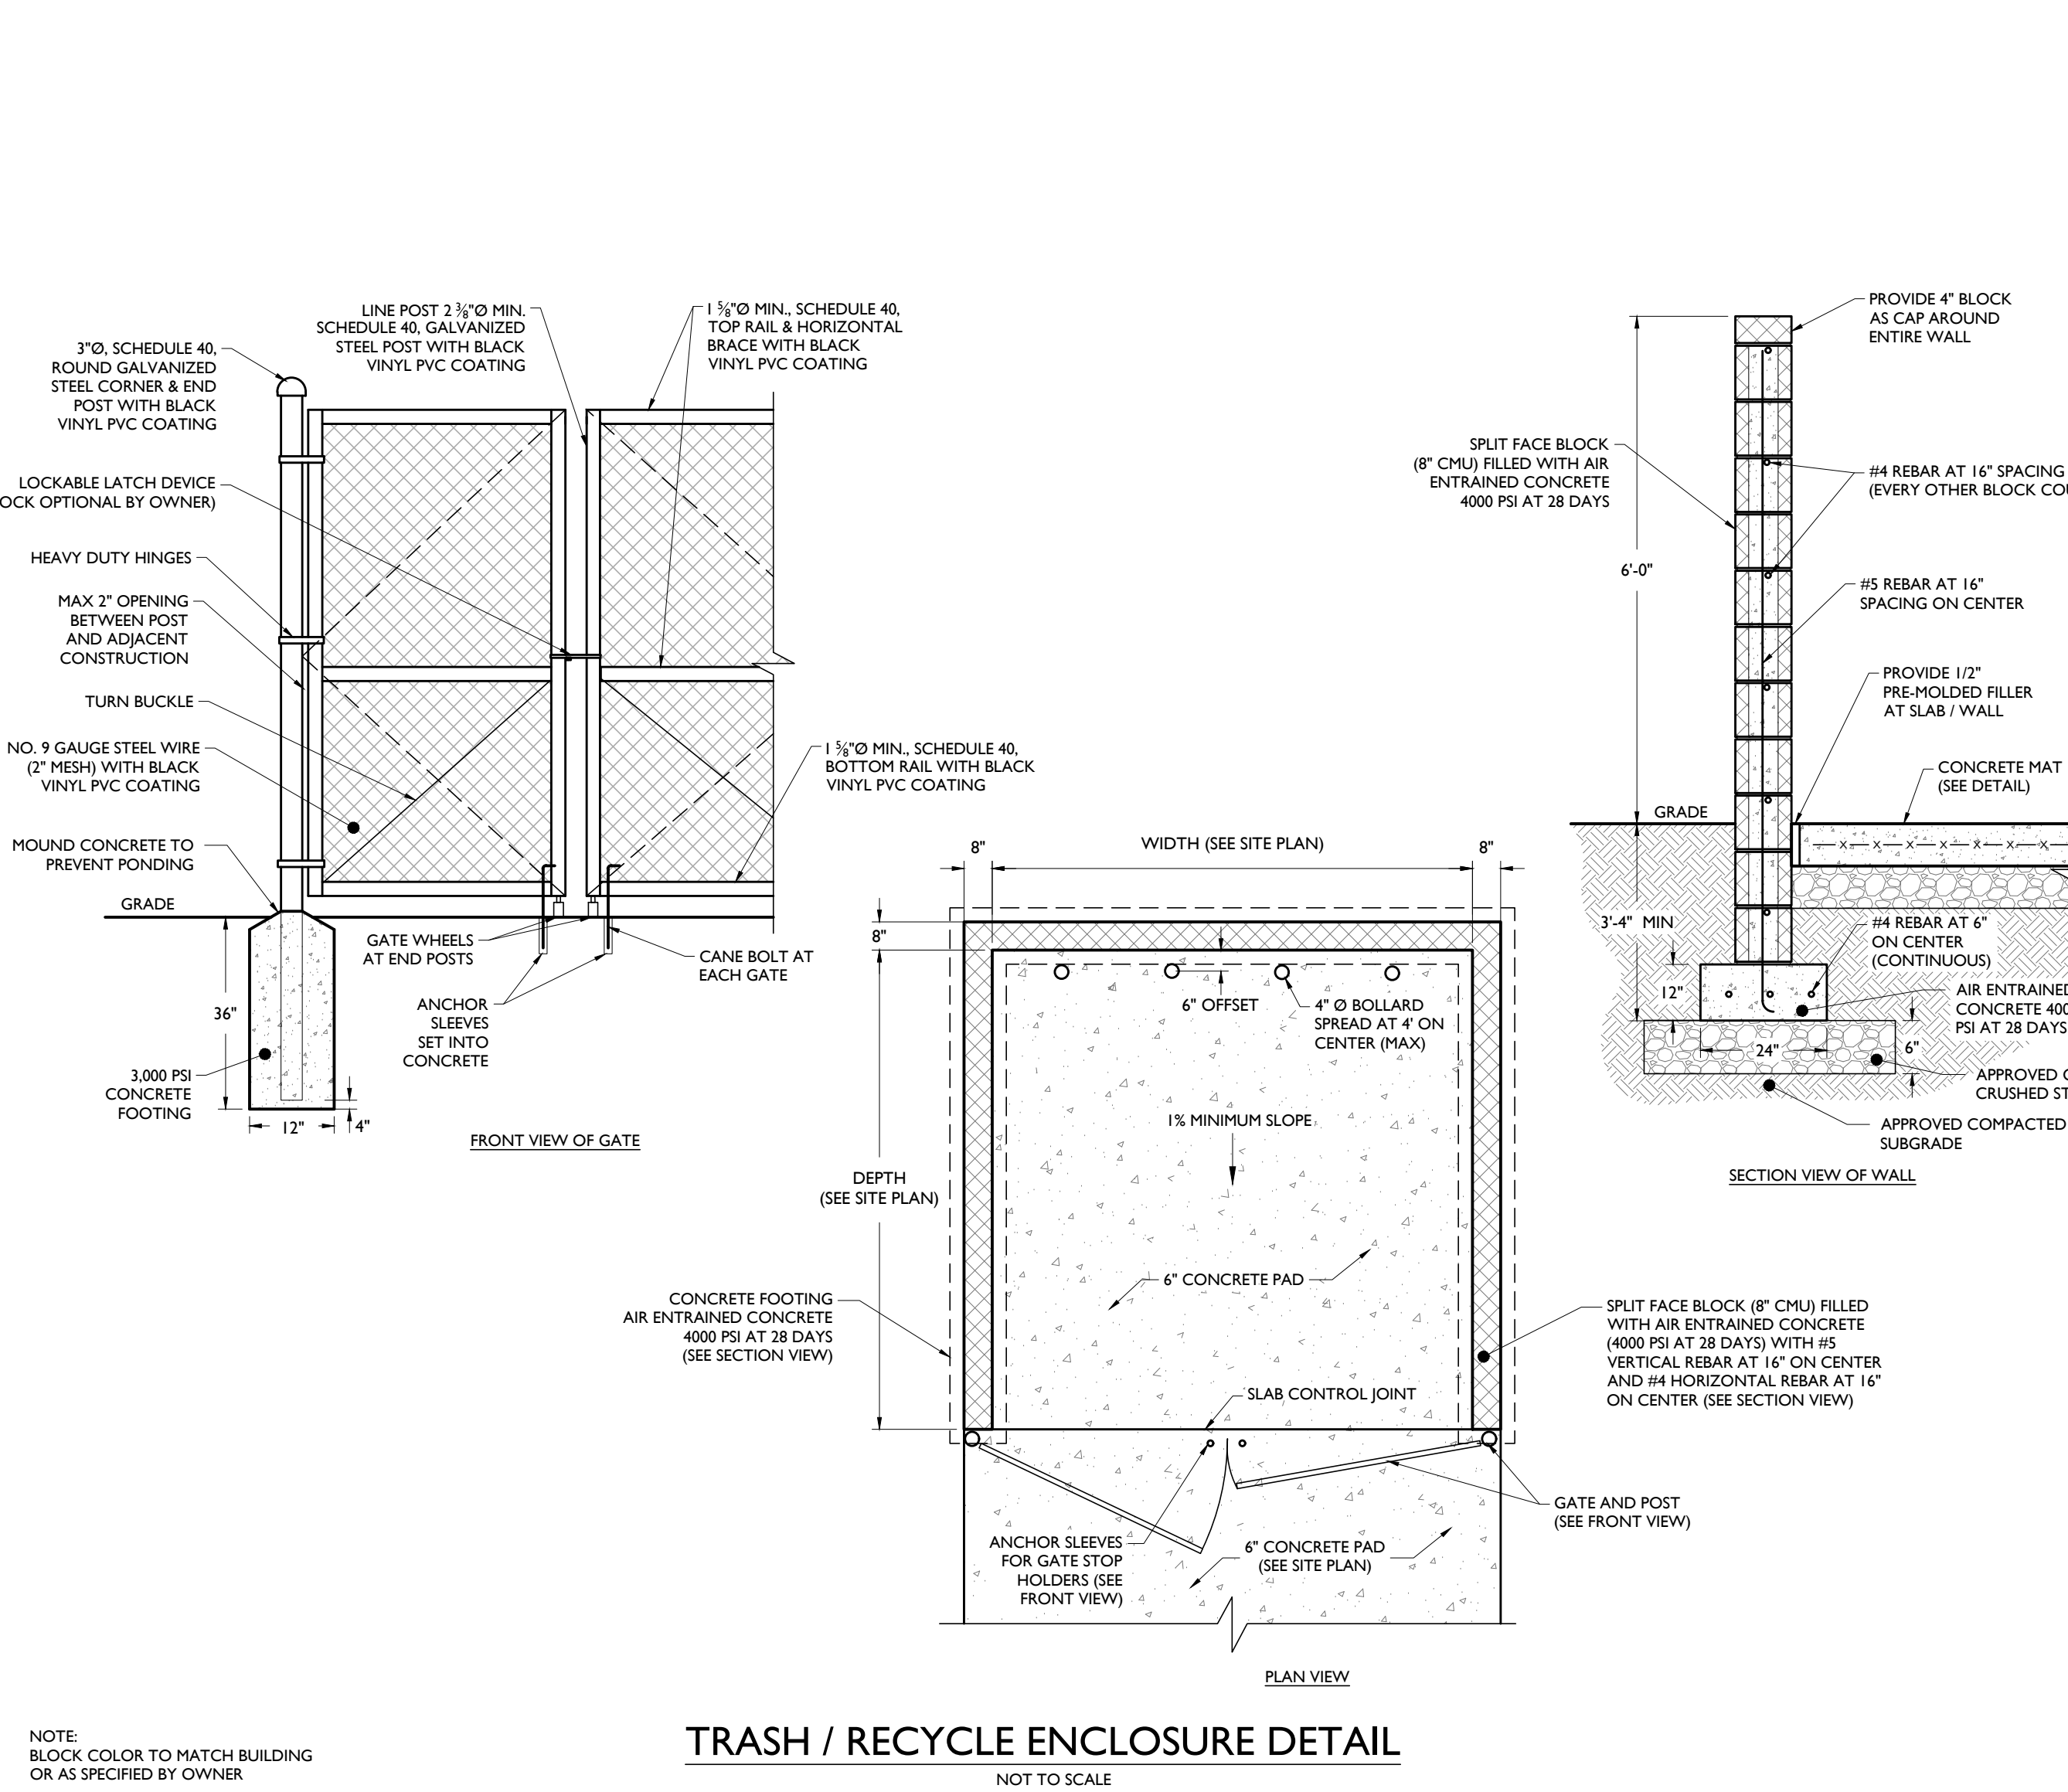 LINE POST 2 ⅜"Ø MIN.
SCHEDULE 40, GALVANIZED
STEEL POST WITH BLACK
VINYL PVC COATING
1 ⅝"Ø MIN., SCHEDULE 40,
TOP RAIL & HORIZONTAL
BRACE WITH BLACK
VINYL PVC COATING
3"Ø, SCHEDULE 40,
ROUND GALVANIZED
STEEL CORNER & END
POST WITH BLACK
VINYL PVC COATING
LOCKABLE LATCH DEVICE
OCK OPTIONAL BY OWNER)
HEAVY DUTY HINGES
MAX 2" OPENING
BETWEEN POST
AND ADJACENT
CONSTRUCTION
TURN BUCKLE
NO. 9 GAUGE STEEL WIRE
(2" MESH) WITH BLACK
VINYL PVC COATING
MOUND CONCRETE TO
PREVENT PONDING
GRADE
36"
3,000 PSI
CONCRETE
FOOTING
12"
4"
GATE WHEELS
AT END POSTS
ANCHOR
SLEEVES
SET INTO
CONCRETE
CANE BOLT AT
EACH GATE
1 ⅝"Ø MIN., SCHEDULE 40,
BOTTOM RAIL WITH BLACK
VINYL PVC COATING
FRONT VIEW OF GATE
8"
WIDTH (SEE SITE PLAN)
8"
8"
6" OFFSET
4" Ø BOLLARD
SPREAD AT 4' ON
CENTER (MAX)
1% MINIMUM SLOPE
DEPTH
(SEE SITE PLAN)
6" CONCRETE PAD
CONCRETE FOOTING
AIR ENTRAINED CONCRETE
4000 PSI AT 28 DAYS
(SEE SECTION VIEW)
SPLIT FACE BLOCK (8" CMU) FILLED
WITH AIR ENTRAINED CONCRETE
(4000 PSI AT 28 DAYS) WITH #5
VERTICAL REBAR AT 16" ON CENTER
AND #4 HORIZONTAL REBAR AT 16"
ON CENTER (SEE SECTION VIEW)
SLAB CONTROL JOINT
GATE AND POST
(SEE FRONT VIEW)
ANCHOR SLEEVES
FOR GATE STOP
HOLDERS (SEE
FRONT VIEW)
6" CONCRETE PAD
(SEE SITE PLAN)
PLAN VIEW
PROVIDE 4" BLOCK
AS CAP AROUND
ENTIRE WALL
SPLIT FACE BLOCK
(8" CMU) FILLED WITH AIR
ENTRAINED CONCRETE
4000 PSI AT 28 DAYS
#4 REBAR AT 16" SPACING
(EVERY OTHER BLOCK COU
6'-0"
#5 REBAR AT 16"
SPACING ON CENTER
PROVIDE 1/2"
PRE-MOLDED FILLER
AT SLAB / WALL
CONCRETE MAT
(SEE DETAIL)
GRADE
3'-4" MIN
#4 REBAR AT 6"
ON CENTER
(CONTINUOUS)
12"
AIR ENTRAINED
CONCRETE 400
PSI AT 28 DAYS
24"
6"
APPROVED C
CRUSHED ST
APPROVED COMPACTED
SUBGRADE
SECTION VIEW OF WALL
NOTE:
BLOCK COLOR TO MATCH BUILDING
OR AS SPECIFIED BY OWNER
TRASH / RECYCLE ENCLOSURE DETAIL
NOT TO SCALE